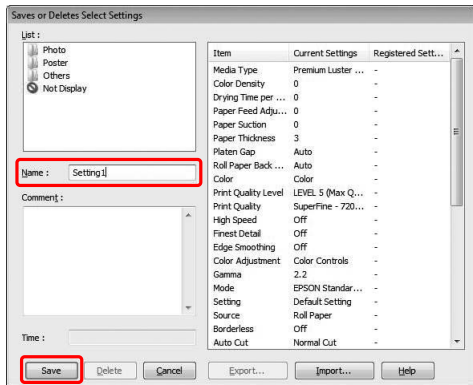 Saves or Deletes Select Settings
List :
Photo
Poster
Others
Not Display
Name : Setting1
Comment :
Time :
Item Current Settings Registered Sett...
Media Type Premium Luster ... -
Color Density 0 -
Drying Time per ... 0 -
Paper Feed Adju... 0 -
Paper Suction 0 -
Paper Thickness 3 -
Platen Gap Auto -
Roll Paper Back ... Auto -
Color Color -
Print Quality Level LEVEL 5 (Max Q... -
Print Quality SuperFine - 720... -
High Speed Off -
Finest Detail Off -
Edge Smoothing Off -
Color Adjustment Color Controls -
Gamma 2.2 -
Mode EPSON Standar... -
Setting Default Setting -
Source Roll Paper -
Borderless Off -
Auto Cut Normal Cut -
Save Delete Cancel Export... Import... Help